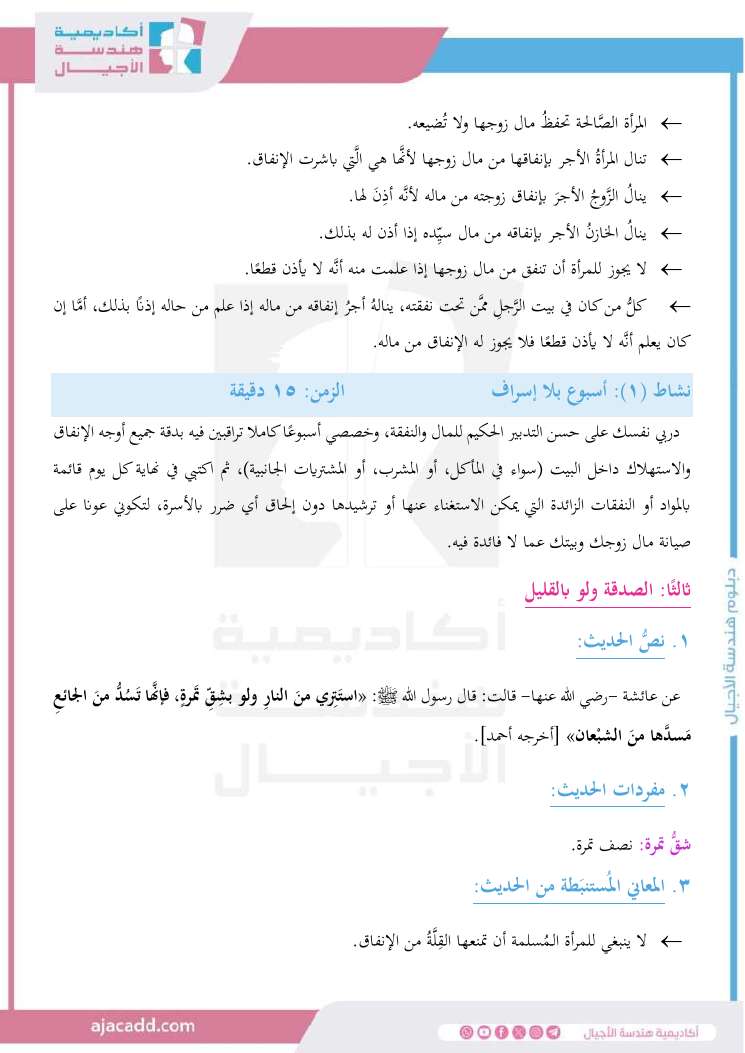 أكاديمية
هندسة
الأجيال
← المرأة الصَّالحة تحفظُ مال زوجها ولا تُضيعه.
← تنال المرأةُ الأجر بإنفاقها من مال زوجها لأنَّها هي الَّتي باشرت الإنفاق.
← ينالُ الزَّوجُ الأجرَ بإنفاق زوجته من ماله لأنَّه أذِنَ لها.
← ينالُ الخازنُ الأجر بإنفاقه من مال سيِّده إذا أذن له بذلك.
← لا يجوز للمرأة أن تنفق من مال زوجها إذا علمت منه أنَّه لا يأذن قطعًا.
← كلُّ من كان في بيت الرَّجلِ ممَّن تحت نفقته، ينالهُ أجرُ إنفاقه من ماله إذا علم من حاله إذنًا بذلك، أمَّا إن
كان يعلم أنَّه لا يأذن قطعًا فلا يجوز له الإنفاق من ماله.
نشاط (١): أسبوع بلا إسراف الزمن: ١٥ دقيقة
دربي نفسك على حسن التدبير الحكيم للمال والنفقة، وخصصي أسبوعًا كاملا تراقبين فيه بدقة جميع أوجه الإنفاق
والاستهلاك داخل البيت (سواء في المأكل، أو المشرب، أو المشتريات الجانبية)، ثم اكتبي في نهاية كل يوم قائمة
بالمواد أو النفقات الزائدة التي يمكن الاستغناء عنها أو ترشيدها دون إلحاق أي ضرر بالأسرة، لتكوني عونا على
صيانة مال زوجك وبيتك عما لا فائدة فيه.
ثالثًا: الصدقة ولو بالقليل
١. نصُّ الحديث:
عن عائشة -رضي الله عنها- قالت: قال رسول الله ﷺ: «استَتِري منَ النارِ ولو بشِقِّ تمرةٍ، فإنَّها تَسُدُّ منَ الجائعِ
مَسدَّها منَ الشبْعان» [أخرجه أحمد].
٢. مفردات الحديث:
شقُّ تمرة: نصف تمرة.
٣. المعاني المُستنبَطة من الحديث:
← لا ينبغي للمرأة المُسلمة أن تمنعها القِلَّةُ من الإنفاق.
دبلوم هندسة الأجيال
أكاديمية
هندسة
الأجيال
أكاديمية هندسة الأجيال
ajacadd.com